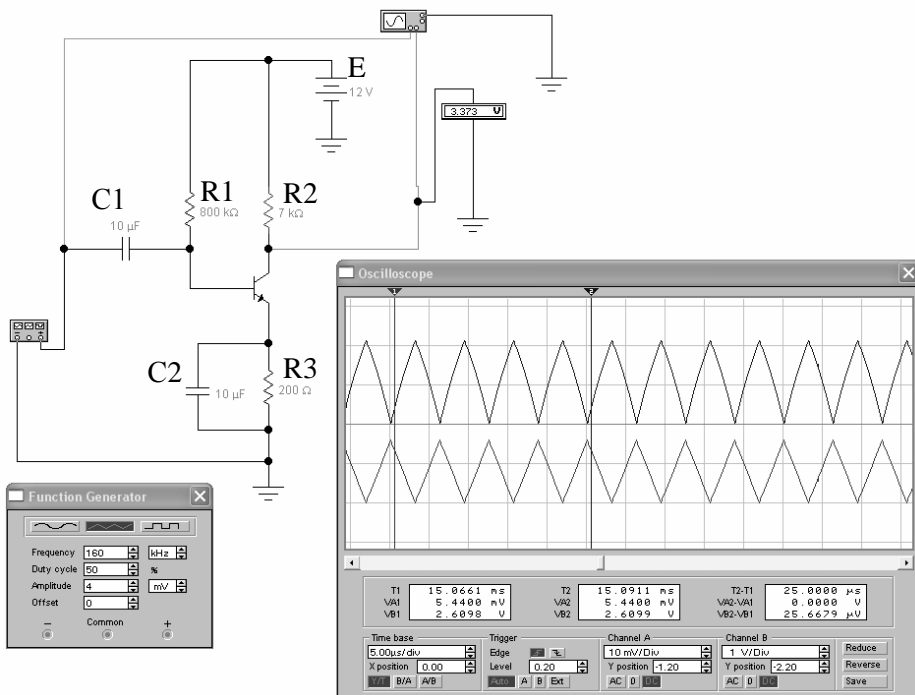 E
12 V
3.373 V
R1
800 kΩ
R2
7 kΩ
C1
10 µF
C2
10 µF
R3
200 Ω
Oscilloscope
1
2
T1 15.0661 ms
VA1 5.4400 mV
VB1 2.6098 V
T2 15.0911 ms
VA2 5.4400 mV
VB2 2.6098 V
T2-T1 25.0000 µs
VA2-VA1 0.0000 V
VB2-VB1 25.6679 µV
Time base
5.00µs/div
X position 0.00
Y/T B/A A/B
Trigger
Edge
Level 0.20
Auto A B Ext
Channel A
10 mV/Div
Y position -1.20
AC 0 DC
Channel B
1 V/Div
Y position -2.20
AC 0 DC
Reduce
Reverse
Save
Function Generator
Frequency 160 kHz
Duty cycle 50 %
Amplitude 4 mV
Offset 0
− Common +